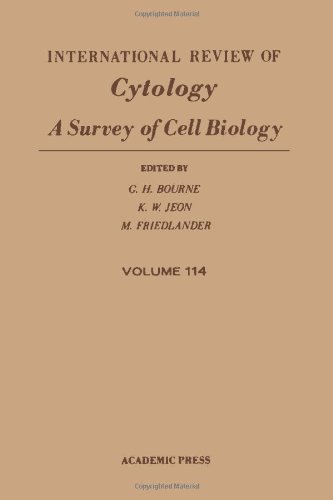 INTERNATIONAL REVIEW OF
Cytology
A Survey of Cell Biology
EDITED BY
G. H. BOURNE
K. W. JEON
M. FRIEDLANDER
VOLUME 114
ACADEMIC PRESS